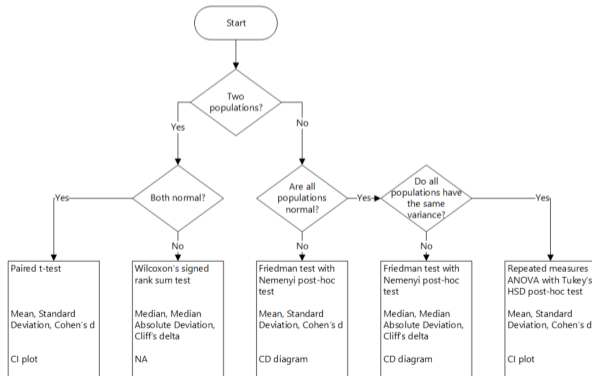 Start
Two
populations?
Yes
No
Both normal?
Are all
populations
normal?
Do all
populations have
the same
variance?
Yes
Yes
Yes
No
No
No
Paired t-test
Mean, Standard
Deviation, Cohen's d
CI plot
Wilcoxon's signed
rank sum test
Median, Median
Absolute Deviation,
Cliff's delta
NA
Friedman test with
Nemenyi post-hoc
test
Mean, Standard
Deviation, Cohen's d
CD diagram
Friedman test with
Nemenyi post-hoc
test
Median, Median
Absolute Deviation,
Cliff's delta
CD diagram
Repeated measures
ANOVA with Tukey's
HSD post-hoc test
Mean, Standard
Deviation, Cohen's d
CI plot